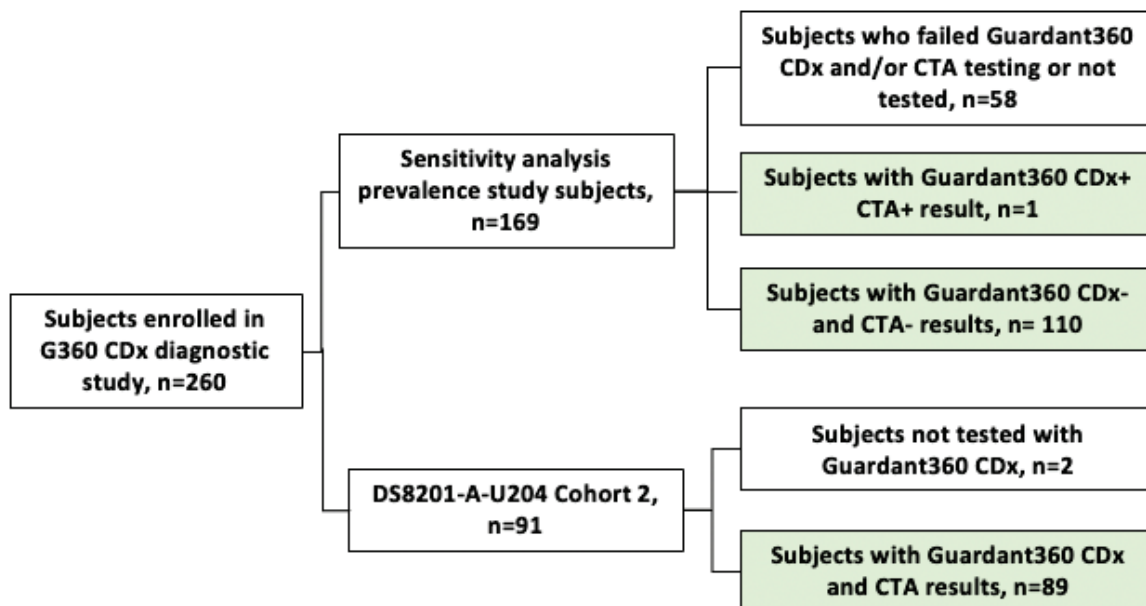 Subjects enrolled in
G360 CDx diagnostic
study, n=260
Sensitivity analysis
prevalence study subjects,
n=169
Subjects who failed Guardant360
CDx and/or CTA testing or not
tested, n=58
Subjects with Guardant360 CDx+
CTA+ result, n=1
Subjects with Guardant360 CDx-
and CTA- results, n= 110
DS8201-A-U204 Cohort 2,
n=91
Subjects not tested with
Guardant360 CDx, n=2
Subjects with Guardant360 CDx
and CTA results, n=89